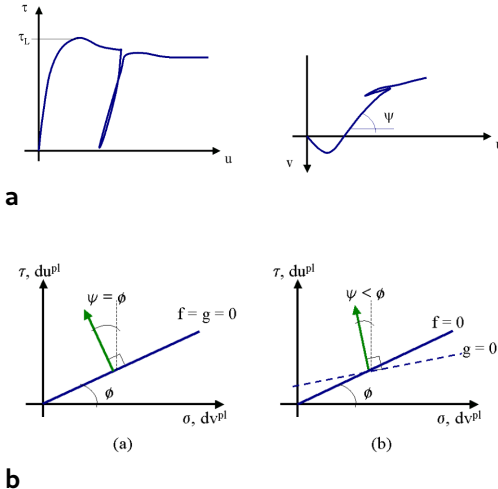 τ
τL
u
ψ
v
a
τ, du^pl
ψ = ϕ
f = g = 0
ϕ
σ, dv^pl
(a)
τ, du^pl
ψ < ϕ
f = 0
g = 0
ϕ
σ, dv^pl
(b)
b